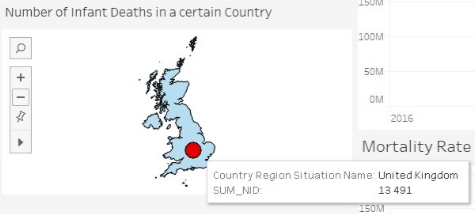 Number of Infant Deaths in a certain Country
150M
100M
50M
0M
2016
Mortality Rate
Country Region Situation Name: United Kingdom
SUM_NID: 13 491
150M